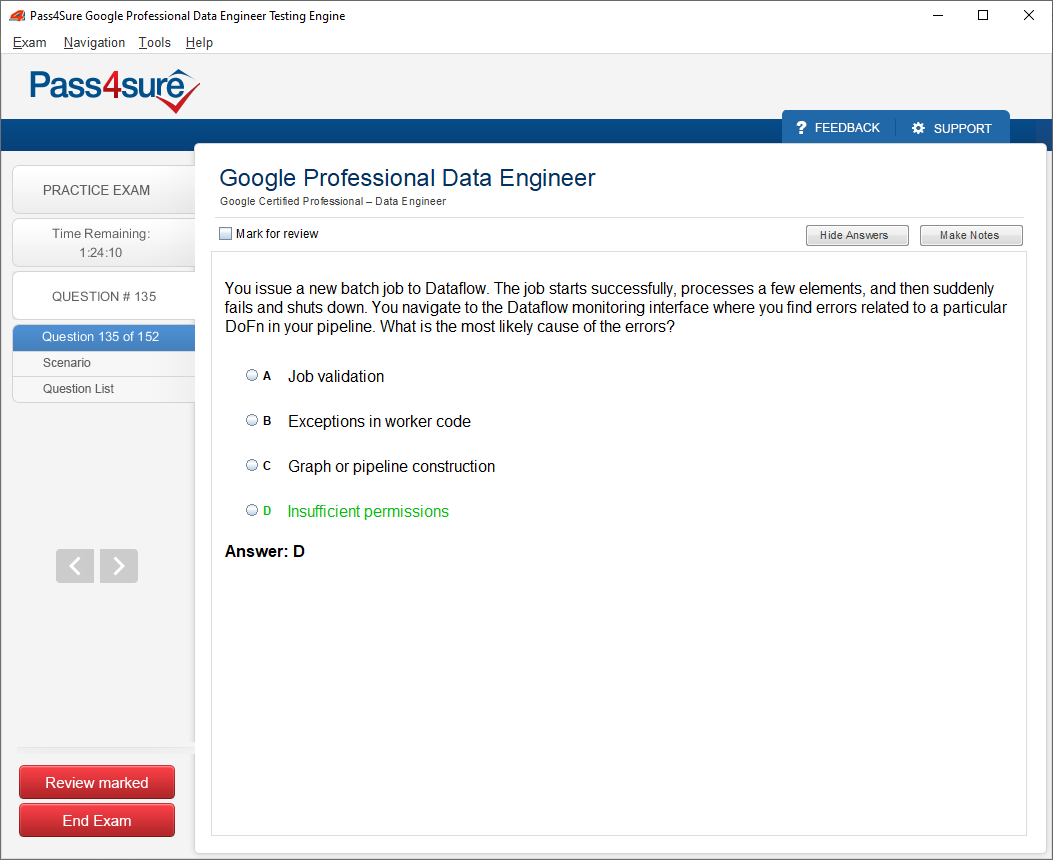 Pass4Sure Google Professional Data Engineer Testing Engine
Exam Navigation Tools Help
Pass4sure
? FEEDBACK SUPPORT
PRACTICE EXAM
Time Remaining:
1:24:10
QUESTION # 135
Question 135 of 152
Scenario
Question List
Review marked
End Exam
Google Professional Data Engineer
Google Certified Professional – Data Engineer
Mark for review
Hide Answers Make Notes
You issue a new batch job to Dataflow. The job starts successfully, processes a few elements, and then suddenly
fails and shuts down. You navigate to the Dataflow monitoring interface where you find errors related to a particular
DoFn in your pipeline. What is the most likely cause of the errors?
A Job validation
B Exceptions in worker code
C Graph or pipeline construction
D Insufficient permissions
Answer: D